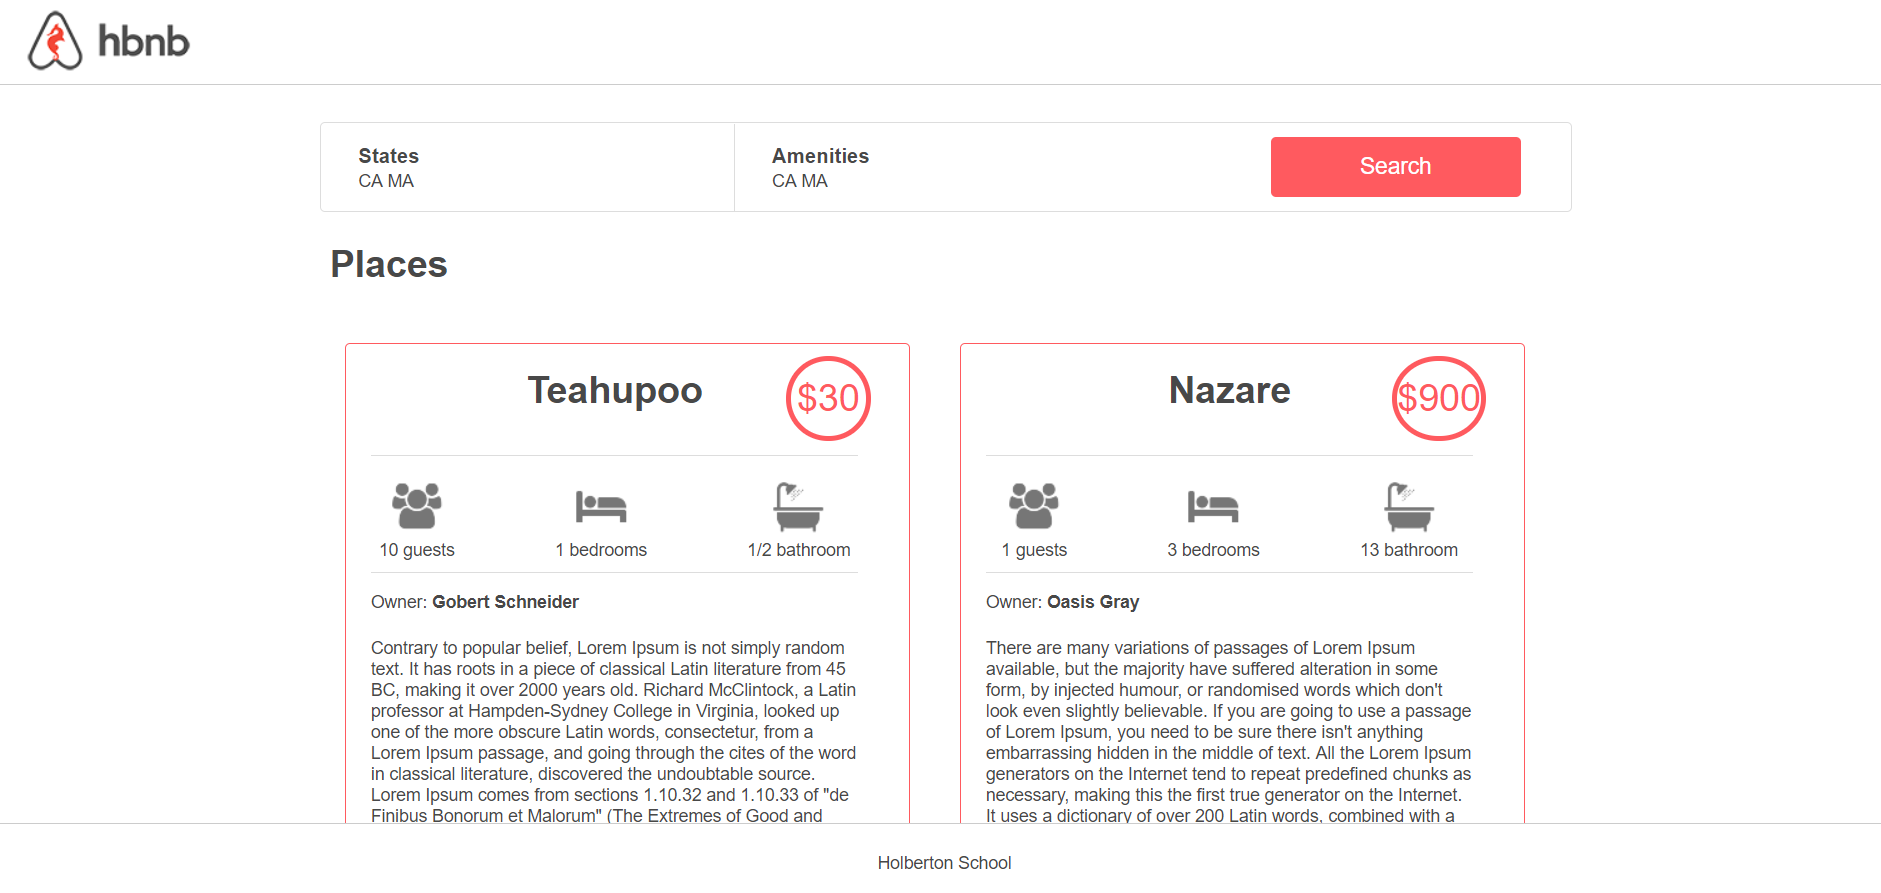 hbnb
States
CA MA
Amenities
CA MA
Search
Places
Teahupoo
$30
10 guests
1 bedrooms
1/2 bathroom
Owner: Gobert Schneider
Contrary to popular belief, Lorem Ipsum is not simply random
text. It has roots in a piece of classical Latin literature from 45
BC, making it over 2000 years old. Richard McClintock, a Latin
professor at Hampden-Sydney College in Virginia, looked up
one of the more obscure Latin words, consectetur, from a
Lorem Ipsum passage, and going through the cites of the word
in classical literature, discovered the undoubtable source.
Lorem Ipsum comes from sections 1.10.32 and 1.10.33 of "de
Finibus Bonorum et Malorum" (The Extremes of Good and
Nazare
$900
1 guests
3 bedrooms
13 bathroom
Owner: Oasis Gray
There are many variations of passages of Lorem Ipsum
available, but the majority have suffered alteration in some
form, by injected humour, or randomised words which don't
look even slightly believable. If you are going to use a passage
of Lorem Ipsum, you need to be sure there isn't anything
embarrassing hidden in the middle of text. All the Lorem Ipsum
generators on the Internet tend to repeat predefined chunks as
necessary, making this the first true generator on the Internet.
It uses a dictionary of over 200 Latin words, combined with a
Holberton School